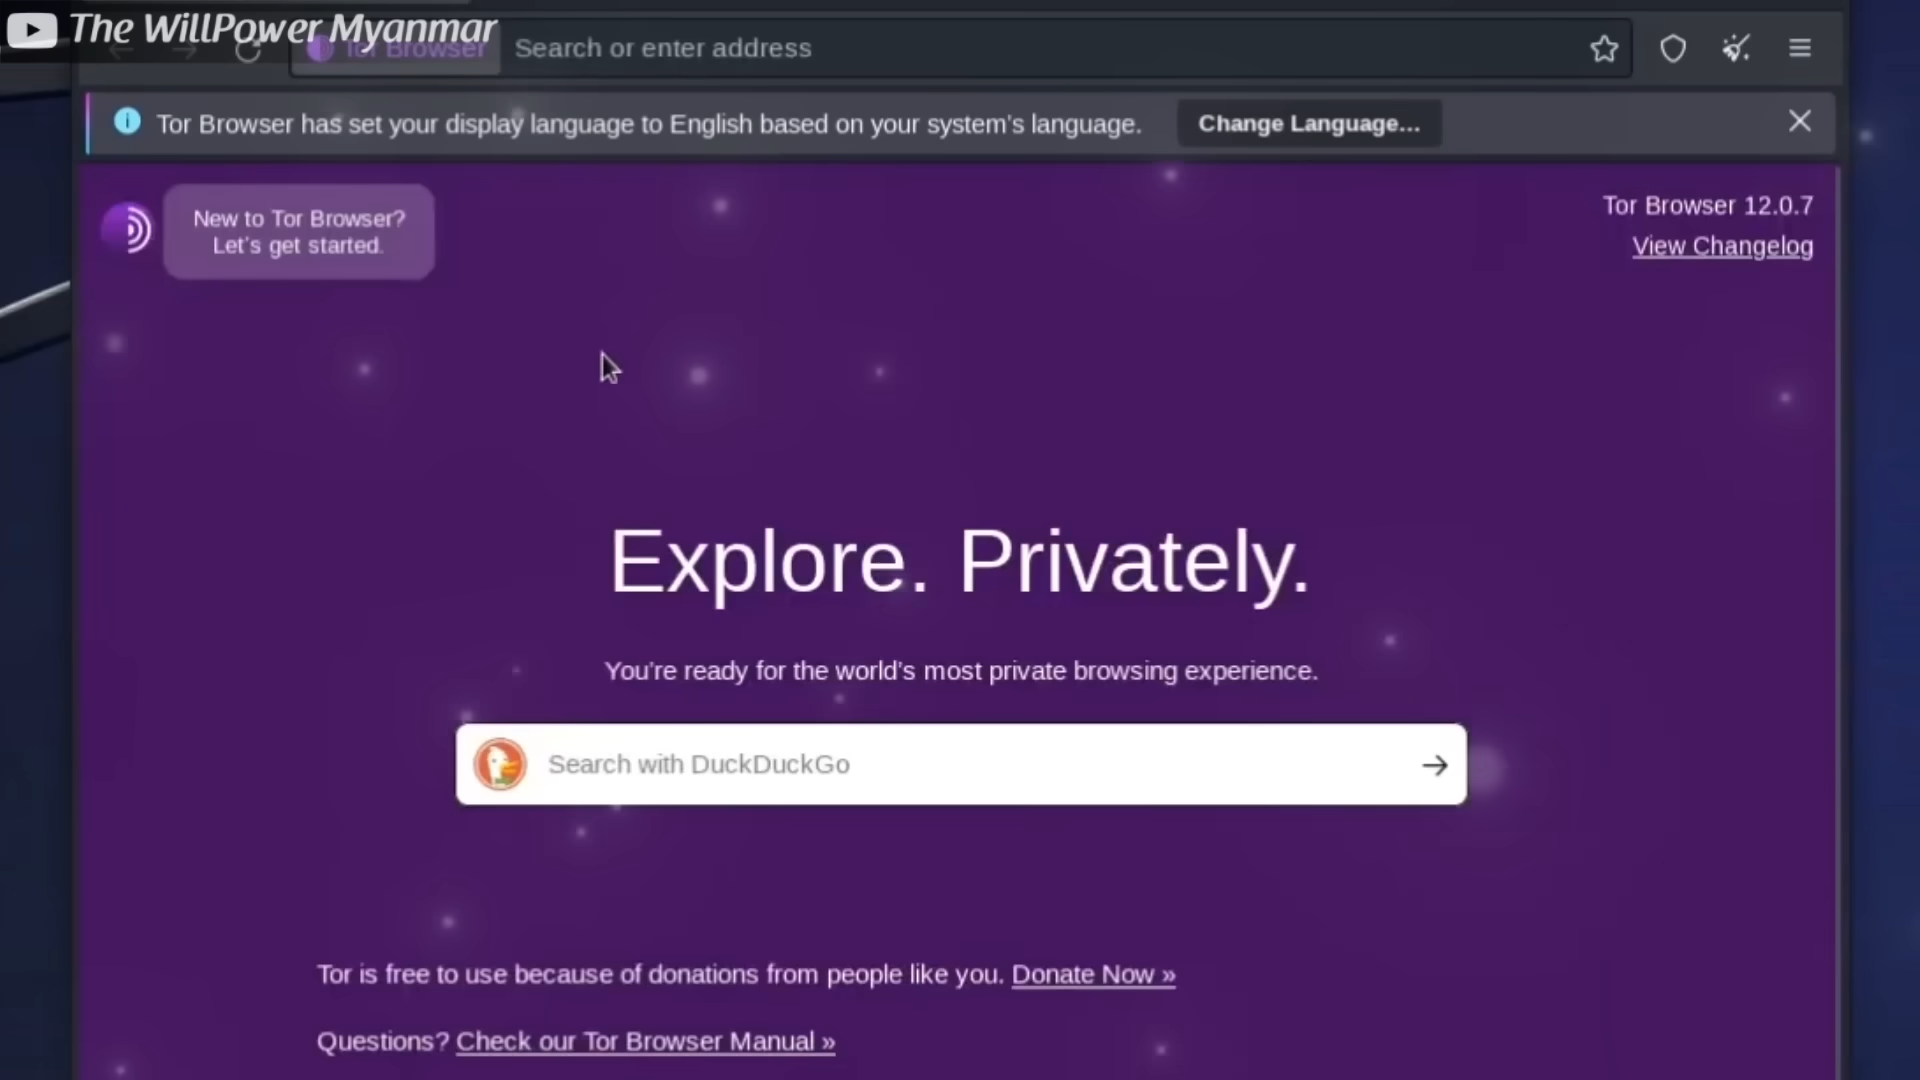 The WillPower Myanmar
Tor Browser
Search or enter address
Tor Browser has set your display language to English based on your system's language.
Change Language...
New to Tor Browser?
Let's get started.
Tor Browser 12.0.7
View Changelog
Explore. Privately.
You're ready for the world's most private browsing experience.
Search with DuckDuckGo
Tor is free to use because of donations from people like you. Donate Now »
Questions? Check our Tor Browser Manual »